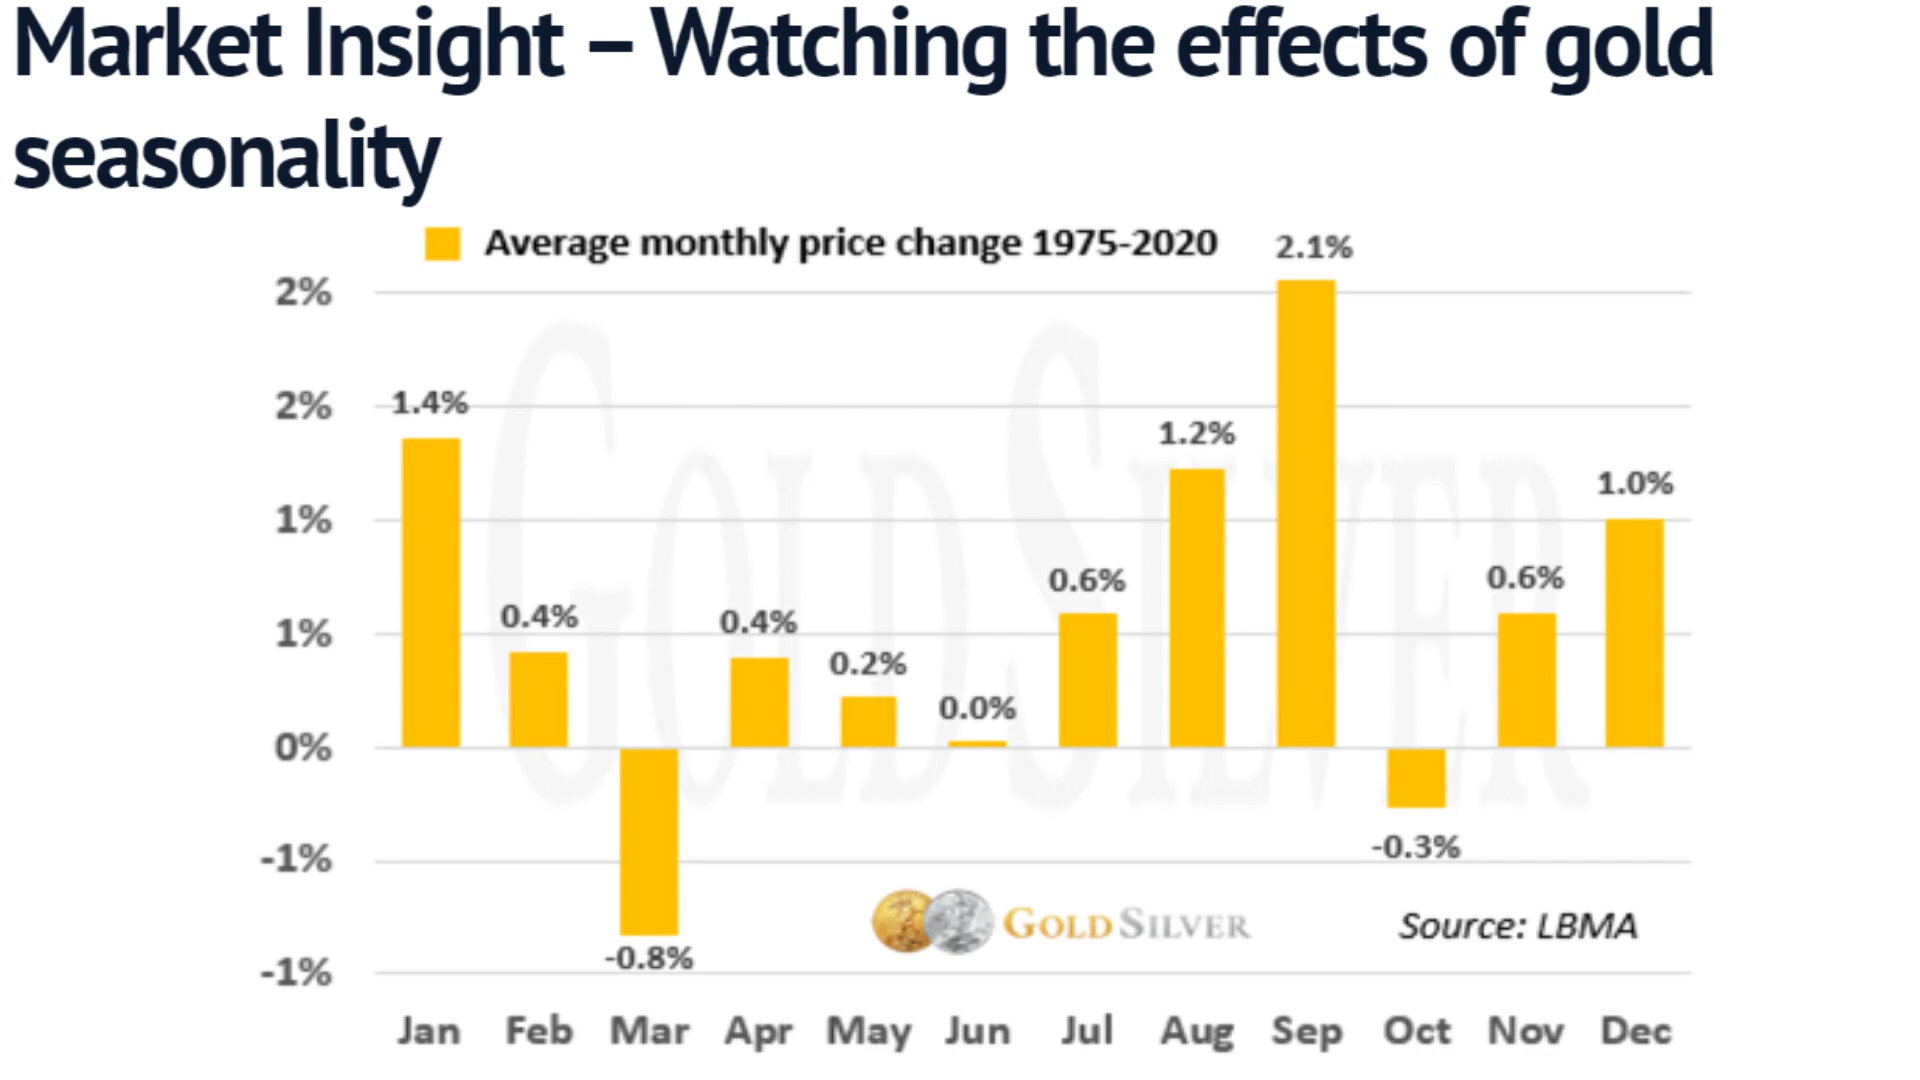 Market Insight – Watching the effects of gold
seasonality
Average monthly price change 1975-2020
2.1%
2%
2%
1.4%
1.2%
1.0%
1%
0.6%
0.6%
1%
0.4%
0.4%
0.2%
0.0%
0%
-0.3%
-1%
GOLDSILVER
GOLDSILVER
Source: LBMA
-0.8%
-1%
Jan Feb Mar Apr May Jun Jul Aug Sep Oct Nov Dec